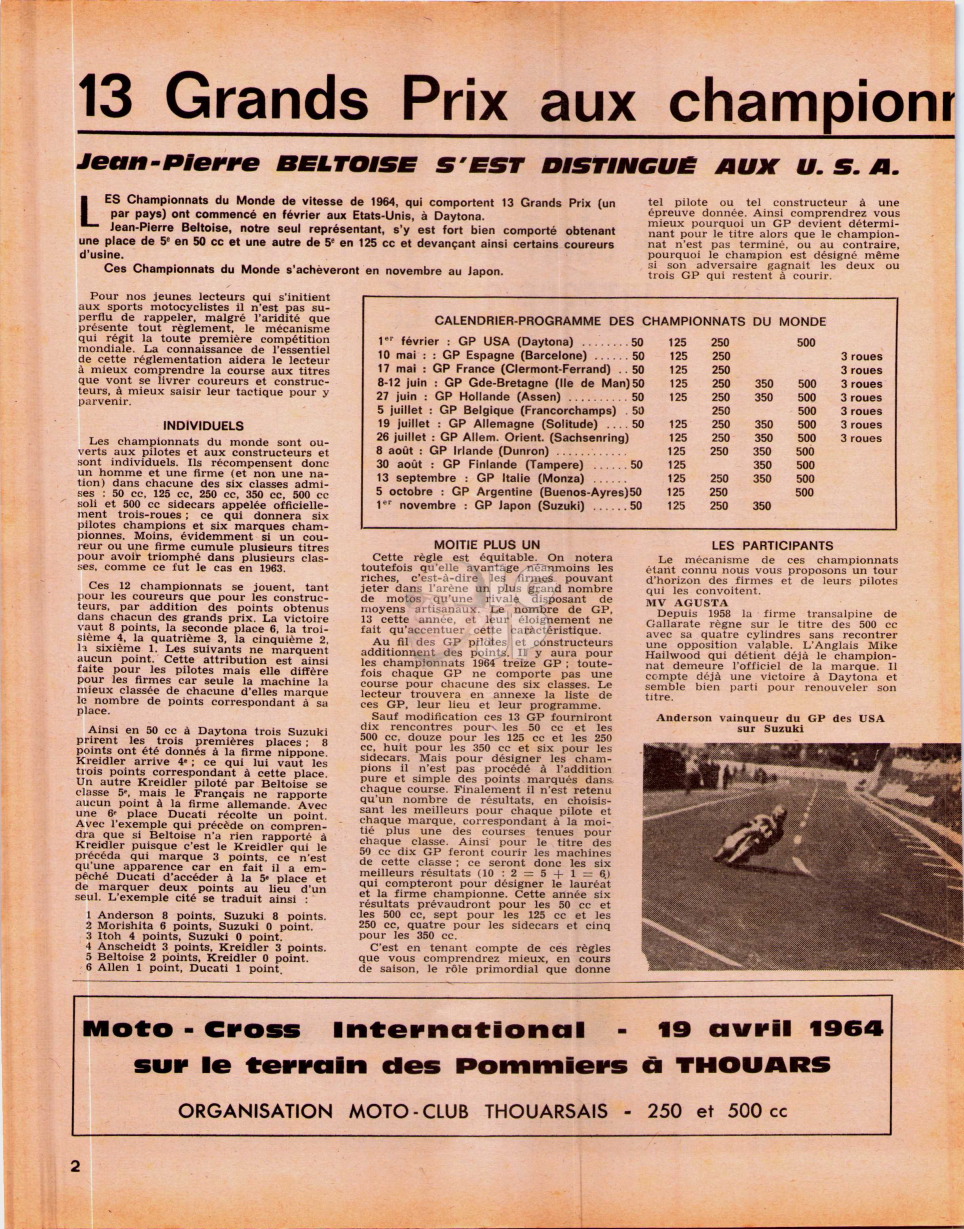 13 Grands Prix aux champion
Jean-Pierre BELTOISE S'EST DISTINGUÉ AUX U. S. A.
LES Championnats du Monde de vitesse de 1964, qui comportent 13 Grands Prix (un
par pays) ont commencé en février aux Etats-Unis, à Daytona.
Jean-Pierre Beltoise, notre seul représentant, s'y est fort bien comporté obtenant
une place de 5e en 50 cc et une autre de 5e en 125 cc et devançant ainsi certains coureurs
d'usine.
Ces Championnats du Monde s'achèveront en novembre au Japon.
Pour nos jeunes lecteurs qui s'initient
aux sports motocyclistes il n'est pas su-
perflu de rappeler, malgré l'aridité que
présente tout règlement, le mécanisme
qui régit la toute première compétition
mondiale. La connaissance de l'essentiel
de cette réglementation aidera le lecteur
à mieux comprendre la course aux titres
que vont se livrer coureurs et construc-
teurs, à mieux saisir leur tactique pour y
parvenir.
INDIVIDUELS
Les championnats du monde sont ou-
verts aux pilotes et aux constructeurs et
sont individuels. Ils récompensent donc
un homme et une firme (et non une na-
tion) dans chacune des six classes admi-
ses : 50 cc, 125 cc, 250 cc, 350 cc, 500 cc
soli et 500 cc sidecars appelée officielle-
ment trois-roues ; ce qui donnera six
pilotes champions et six marques cham-
pionnes. Moins, évidemment si un cou-
reur ou une firme cumule plusieurs titres
pour avoir triomphé dans plusieurs clas-
ses, comme ce fut le cas en 1963.
Ces 12 championnats se jouent, tant
pour les coureurs que pour les construc-
teurs, par addition des points obtenus
dans chacun des grands prix. La victoire
vaut 8 points, la seconde place 6, la troi-
sième 4, la quatrième 3, la cinquième 2,
la sixième 1. Les suivants ne marquent
aucun point. Cette attribution est ainsi
faite pour les pilotes mais elle diffère
pour les firmes car seule la machine la
mieux classée de chacune d'elles marque
le nombre de points correspondant à sa
place.
Ainsi en 50 cc à Daytona trois Suzuki
prirent les trois premières places ; 8
points ont été donnés à la firme nippone.
Kreidler arrive 4e ; ce qui lui vaut les
trois points correspondant à cette place.
Un autre Kreidler piloté par Beltoise se
classe 5e, mais le Français ne rapporte
aucun point à la firme allemande. Avec
une 6e place Ducati récolte un point.
Avec l'exemple qui précède on compren-
dra que si Beltoise n'a rien rapporté à
Kreidler puisque c'est le Kreidler qui le
précéda qui marque 3 points, ce n'est
qu'une apparence car en fait il a em-
pêché Ducati d'accéder à la 5e place et
de marquer deux points au lieu d'un
seul. L'exemple cité se traduit ainsi :
1 Anderson 8 points, Suzuki 8 points.
2 Morishita 6 points, Suzuki 0 point.
3 Itoh 4 points, Suzuki 0 point.
4 Anscheidt 3 points, Kreidler 3 points.
5 Beltoise 2 points, Kreidler 0 point.
6 Allen 1 point, Ducati 1 point.
CALENDRIER-PROGRAMME DES CHAMPIONNATS DU MONDE
1er février : GP USA (Daytona) ........ 50 125 250 500
10 mai : : GP Espagne (Barcelone) ...... 50 125 250 3 roues
17 mai : GP France (Clermont-Ferrand) .. 50 125 250 3 roues
8-12 juin : GP Gde-Bretagne (Ile de Man) 50 125 250 350 500 3 roues
27 juin : GP Hollande (Assen) .......... 50 125 250 350 500 3 roues
5 juillet : GP Belgique (Francorchamps) . 50 250 500 3 roues
19 juillet : GP Allemagne (Solitude) .... 50 125 250 350 500 3 roues
26 juillet : GP Allem. Orient. (Sachsenring) 125 250 350 500 3 roues
8 août : GP Irlande (Dunron) ........... 125 250 350 500
30 août : GP Finlande (Tampere) ...... 50 125 350 500
13 septembre : GP Italie (Monza) ...... 125 250 350 500
5 octobre : GP Argentine (Buenos-Ayres) 50 125 250 500
1er novembre : GP Japon (Suzuki) ...... 50 125 250 350
MOITIE PLUS UN
Cette règle est équitable. On notera
toutefois qu'elle avantage néanmoins les
riches, c'est-à-dire les firmes pouvant
jeter dans l'arène un plus grand nombre
de motos qu'une rivale disposant de
moyens artisanaux. Le nombre de GP,
13 cette année, et leur éloignement ne
fait qu'accentuer cette caractéristique.
Au fil des GP pilotes et constructeurs
additionnent des points. Il y aura pour
les championnats 1964 treize GP ; toute-
fois chaque GP ne comporte pas une
course pour chacune des six classes. Le
lecteur trouvera en annexe la liste de
ces GP, leur lieu et leur programme.
Sauf modification ces 13 GP fourniront
dix rencontres pour les 50 cc et les
500 cc, douze pour les 125 cc et les 250
cc, huit pour les 350 cc et six pour les
sidecars. Mais pour désigner les cham-
pions il n'est pas procédé à l'addition
pure et simple des points marqués dans
chaque course. Finalement il n'est retenu
qu'un nombre de résultats, en choisis-
sant les meilleurs pour chaque pilote et
chaque marque, correspondant à la moi-
tié plus une des courses tenues pour
chaque classe. Ainsi pour le titre des
50 cc dix GP feront courir les machines
de cette classe ; ce seront donc les six
meilleurs résultats (10 : 2 = 5 + 1 = 6)
qui compteront pour désigner le lauréat
et la firme championne. Cette année six
résultats prévaudront pour les 50 cc et
les 500 cc, sept pour les 125 cc et les
250 cc, quatre pour les sidecars et cinq
pour les 350 cc.
C'est en tenant compte de ces règles
que vous comprendrez mieux, en cours
de saison, le rôle primordial que donne
tel pilote ou tel constructeur à une
épreuve donnée. Ainsi comprendrez vous
mieux pourquoi un GP devient détermi-
nant pour le titre alors que le champion-
nat n'est pas terminé, ou au contraire,
pourquoi le champion est désigné même
si son adversaire gagnait les deux ou
trois GP qui restent à courir.
LES PARTICIPANTS
Le mécanisme de ces championnats
étant connu nous vous proposons un tour
d'horizon des firmes et de leurs pilotes
qui les convoitent.
MV AGUSTA
Depuis 1958 la firme transalpine de
Gallarate règne sur le titre des 500 cc
avec sa quatre cylindres sans recontrer
une opposition valable. L'Anglais Mike
Hailwood qui détient déjà le champion-
nat demeure l'officiel de la marque. Il
compte déjà une victoire à Daytona et
semble bien parti pour renouveler son
titre.
Anderson vainqueur du GP des USA
sur Suzuki
Moto - Cross International - 19 avril 1964
sur le terrain des Pommiers à THOUARS
ORGANISATION MOTO-CLUB THOUARSAIS - 250 et 500 cc
2